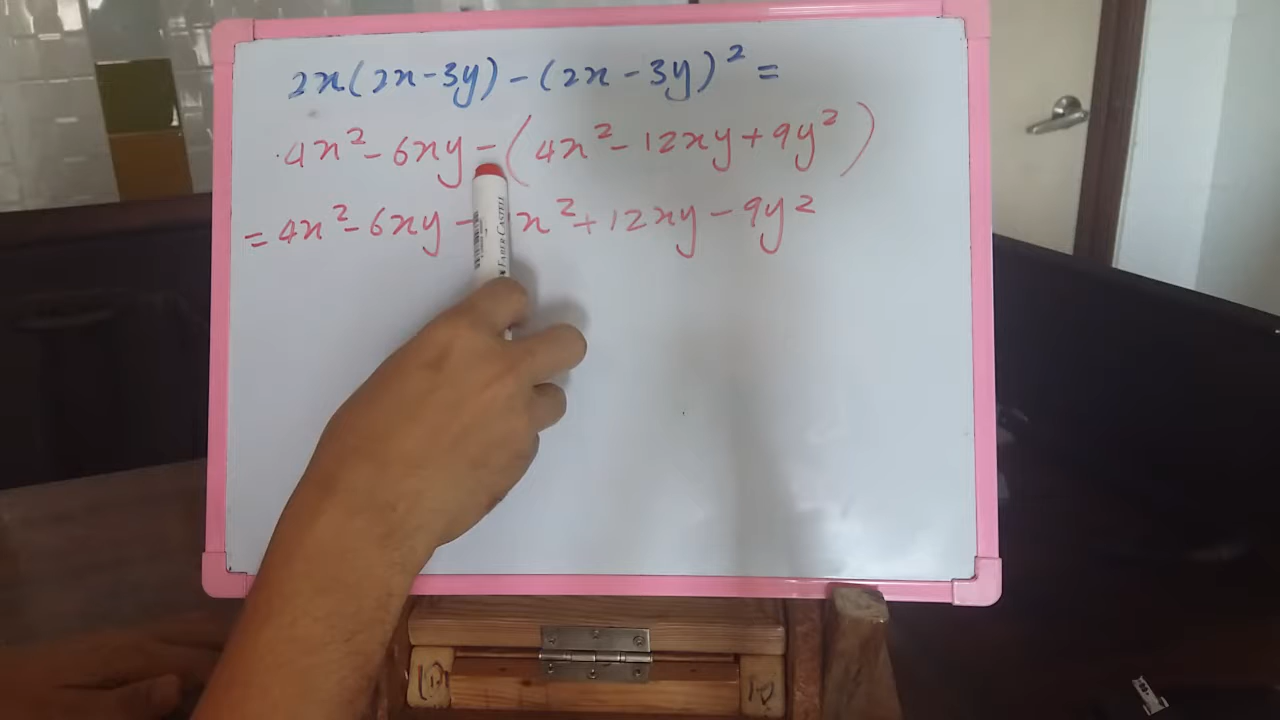 2x(2x-3y)-(2x-3y)² =
4x²-6xy-(4x²-12xy+9y²)
=4x²-6xy- x²+12xy-9y²
FABER-CASTELL